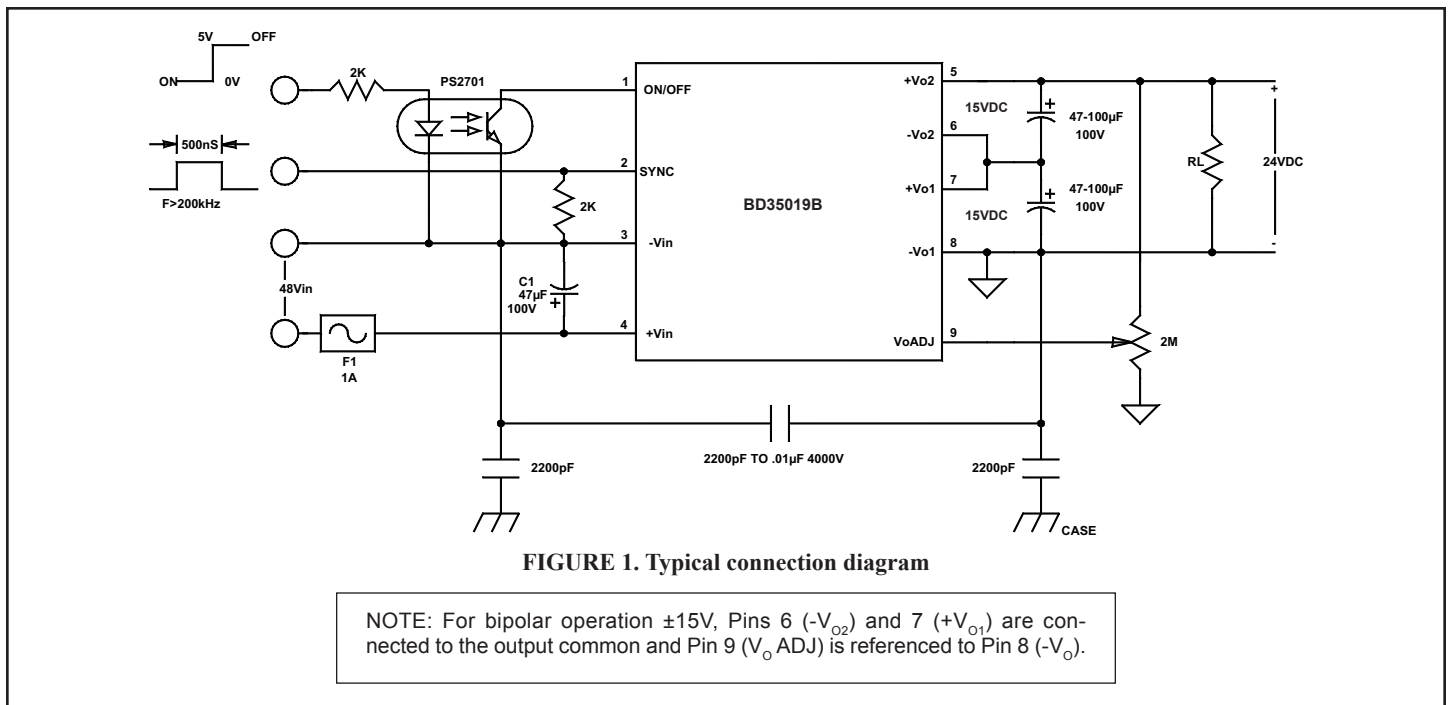 5V OFF
ON 0V
2K
PS2701
1
ON/OFF
500nS
F>200kHz
2
SYNC
2K
3
-Vin
48Vin
C1
47µF
100V
+
4
+Vin
F1
1A
BD35019B
5
+Vo2
15VDC
+
47-100µF
100V
6
-Vo2
7
+Vo1
15VDC
+
47-100µF
100V
8
-Vo1
RL
+
24VDC
-
9
VoADJ
2M
2200pF
2200pF TO .01µF 4000V
2200pF
CASE
FIGURE 1. Typical connection diagram
NOTE: For bipolar operation ±15V, Pins 6 (-VO2) and 7 (+VO1) are con-
nected to the output common and Pin 9 (VO ADJ) is referenced to Pin 8 (-VO).